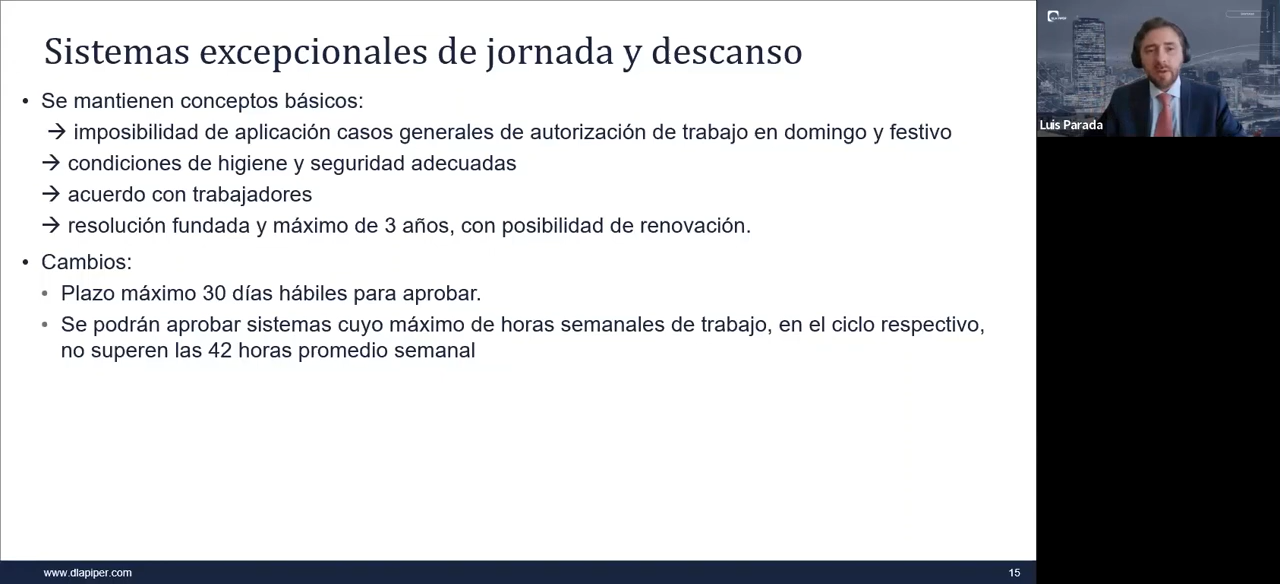 Sistemas excepcionales de jornada y descanso
• Se mantienen conceptos básicos:
→ imposibilidad de aplicación casos generales de autorización de trabajo en domingo y festivo
→ condiciones de higiene y seguridad adecuadas
→ acuerdo con trabajadores
→ resolución fundada y máximo de 3 años, con posibilidad de renovación.
• Cambios:
• Plazo máximo 30 días hábiles para aprobar.
• Se podrán aprobar sistemas cuyo máximo de horas semanales de trabajo, en el ciclo respectivo,
no superen las 42 horas promedio semanal
www.dlapiper.com
15
Luis Parada